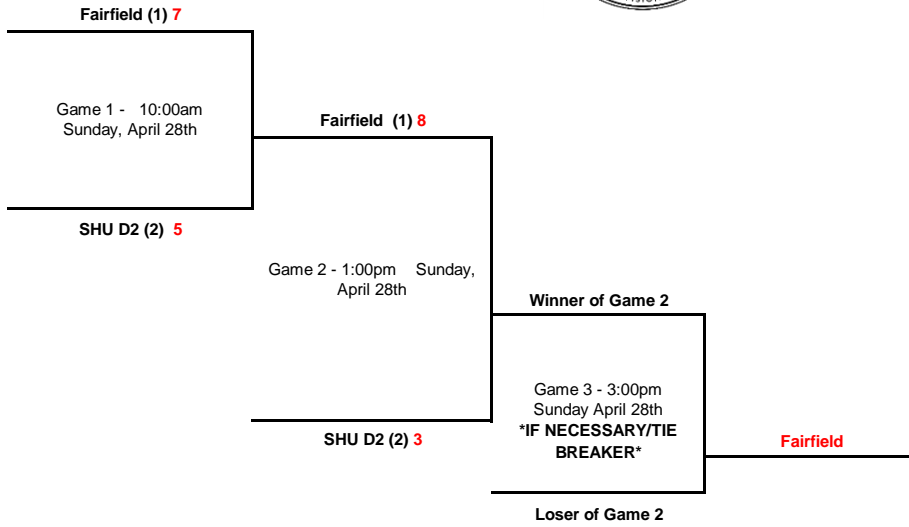 Fairfield (1) 7
Game 1 - 10:00am
Sunday, April 28th
SHU D2 (2) 5
Fairfield (1) 8
Game 2 - 1:00pm Sunday,
April 28th
SHU D2 (2) 3
Winner of Game 2
Game 3 - 3:00pm
Sunday April 28th
*IF NECESSARY/TIE
BREAKER*
Loser of Game 2
Fairfield